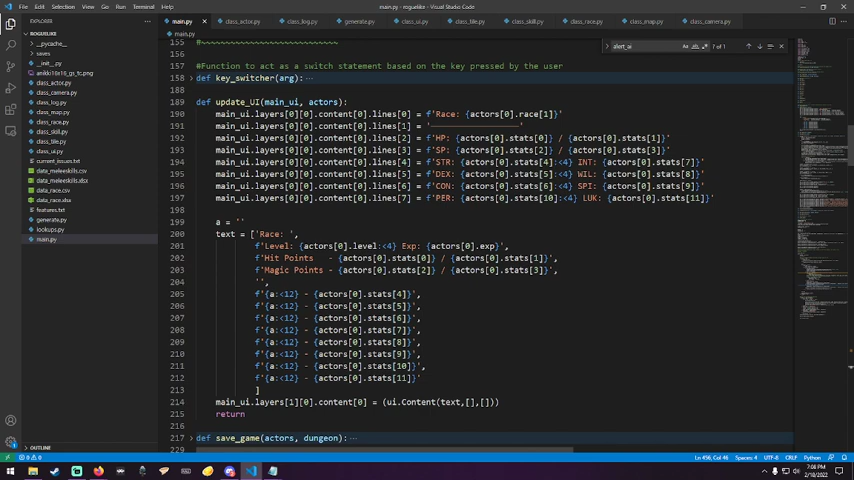 File Edit Selection View Go Run Terminal Help
main.py - roguelike - Visual Studio Code
EXPLORER
main.py class_actor.py class_log.py generate.py class_ui.py class_tile.py class_skill.py class_race.py class_map.py class_camera.py
ROGUELIKE
main.py
__pycache__
saves
__init__.py
anikki16x16_gs_tc.png
class_actor.py
class_camera.py
class_log.py
class_map.py
class_race.py
class_skill.py
class_tile.py
class_ui.py
current_issues.txt
data_meleeskills.csv
data_meleeskills.xlsx
data_race.csv
data_race.xlsx
features.txt
generate.py
lookups.py
main.py
OUTLINE
alert_ai
Aa
1 of 1
155 #~~~~~~~~~~~~~~~~~~~~~~~~~~~
156
157 #Function to act as a switch statement based on the key pressed by the user
158 def key_switcher(arg): ...
188
189 def update_UI(main_ui, actors):
190 main_ui.layers[0][0].content[0].lines[0] = f'Race: {actors[0].race[1]}'
191 main_ui.layers[0][0].content[0].lines[1] = '
192 main_ui.layers[0][0].content[0].lines[2] = f'HP: {actors[0].stats[0]} / {actors[0].stats[1]}'
193 main_ui.layers[0][0].content[0].lines[3] = f'SP: {actors[0].stats[2]} / {actors[0].stats[3]}'
194 main_ui.layers[0][0].content[0].lines[4] = f'STR: {actors[0].stats[4]:<4} INT: {actors[0].stats[7]}'
195 main_ui.layers[0][0].content[0].lines[5] = f'DEX: {actors[0].stats[5]:<4} WIL: {actors[0].stats[8]}'
196 main_ui.layers[0][0].content[0].lines[6] = f'CON: {actors[0].stats[6]:<4} SPI: {actors[0].stats[9]}'
197 main_ui.layers[0][0].content[0].lines[7] = f'PER: {actors[0].stats[10]:<4} LUK: {actors[0].stats[11]}'
198
199 a = ''
200 text = ['Race: ',
201 f'Level: {actors[0].level:<4} Exp: {actors[0].exp}',
202 f'Hit Points - {actors[0].stats[0]} / {actors[0].stats[1]}',
203 f'Magic Points - {actors[0].stats[2]} / {actors[0].stats[3]}',
204 '',
205 f'{a:<12} - {actors[0].stats[4]}',
206 f'{a:<12} - {actors[0].stats[5]}',
207 f'{a:<12} - {actors[0].stats[6]}',
208 f'{a:<12} - {actors[0].stats[7]}',
209 f'{a:<12} - {actors[0].stats[8]}',
210 f'{a:<12} - {actors[0].stats[9]}',
211 f'{a:<12} - {actors[0].stats[10]}',
212 f'{a:<12} - {actors[0].stats[11]}'
213 ]
214 main_ui.layers[1][0].content[0] = (ui.Content(text,[],[]))
215 return
216
217 def save_game(actors, dungeon): ...
229
0 0
Ln 456, Col 46 Spaces: 4 UTF-8 CRLF Python
7:06 PM
2/18/2022